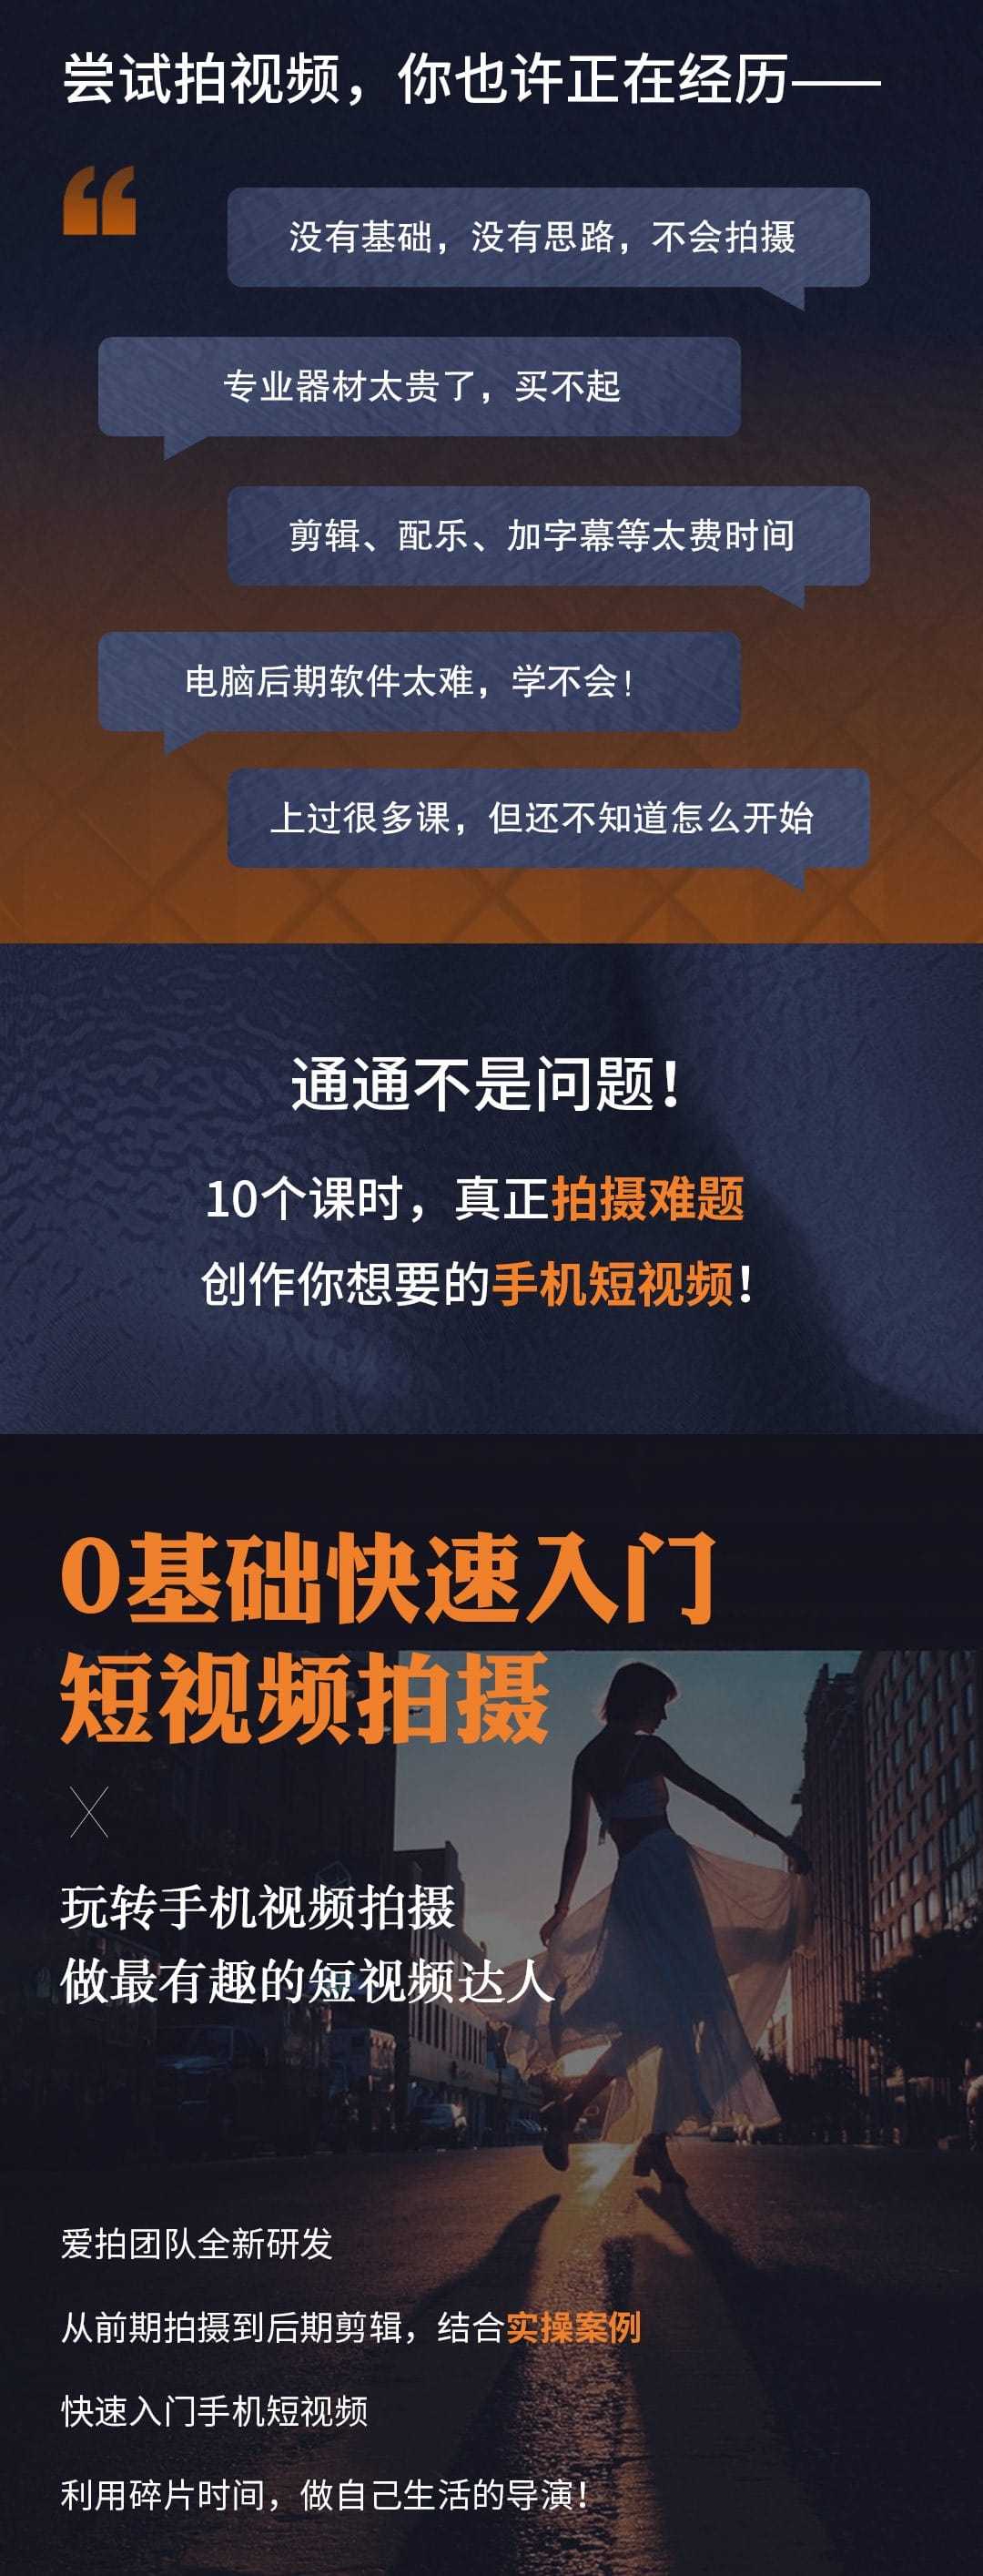 尝试拍视频，你也许正在经历——
没有基础，没有思路，不会拍摄
专业器材太贵了，买不起
剪辑、配乐、加字幕等太费时间
电脑后期软件太难，学不会！
上过很多课，但还不知道怎么开始
通通不是问题！
10个课时，真正拍摄难题
创作你想要的手机短视频！
0基础快速入门
短视频拍摄
玩转手机视频拍摄
做最有趣的短视频达人
爱拍团队全新研发
从前期拍摄到后期剪辑，结合实操案例
快速入门手机短视频
利用碎片时间，做自己生活的导演！